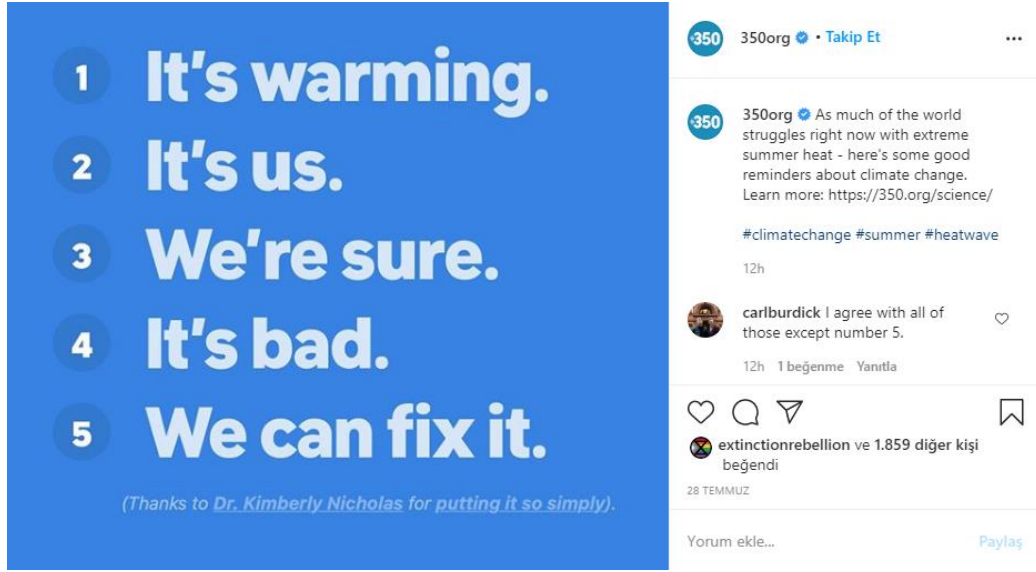 1 It's warming.
2 It's us.
3 We're sure.
4 It's bad.
5 We can fix it.
(Thanks to Dr. Kimberly Nicholas for putting it so simply).
350 350org • Takip Et ...
350 350org As much of the world
struggles right now with extreme
summer heat - here's some good
reminders about climate change.
Learn more: https://350.org/science/
#climatechange #summer #heatwave
12h
carlburdick I agree with all of
those except number 5.
12h 1 beğenme Yanıtla
extinctionrebellion ve 1.859 diğer kişi
beğendi
28 TEMMUZ
Yorum ekle... Paylaş